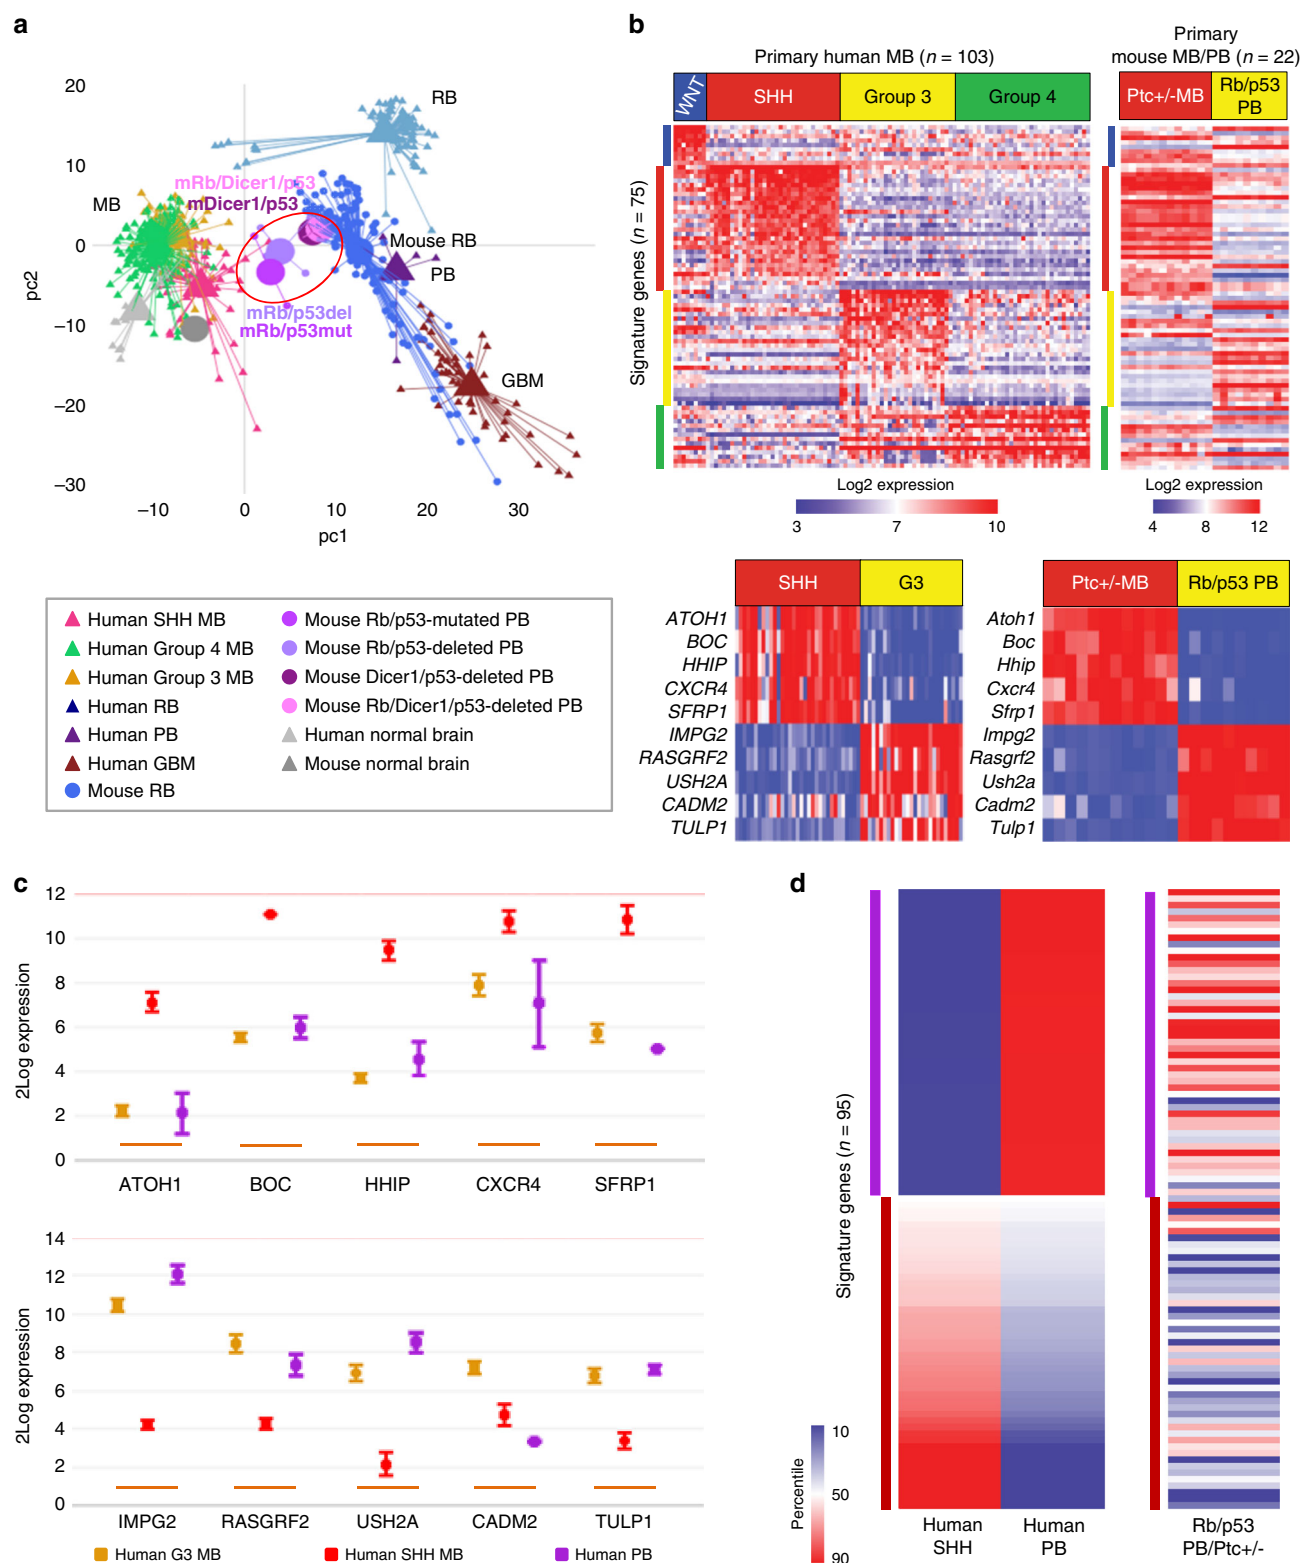 a
20
10
0
–10
–20
–30
pc2
–10
0
10
20
30
pc1
RB
mRb/Dicer1/p53
mDicer1/p53
MB
Mouse RB
PB
mRb/p53del
mRb/p53mut
GBM
Human SHH MB
Human Group 4 MB
Human Group 3 MB
Human RB
Human PB
Human GBM
Mouse RB
Mouse Rb/p53-mutated PB
Mouse Rb/p53-deleted PB
Mouse Dicer1/p53-deleted PB
Mouse Rb/Dicer1/p53-deleted PB
Human normal brain
Mouse normal brain
b
Primary human MB (n = 103)
WNT
SHH
Group 3
Group 4
Signature genes (n = 75)
Log2 expression
3
7
10
Primary
mouse MB/PB (n = 22)
Ptc+/-MB
Rb/p53
PB
Log2 expression
4
8
12
SHH
G3
ATOH1
BOC
HHIP
CXCR4
SFRP1
IMPG2
RASGRF2
USH2A
CADM2
TULP1
Ptc+/-MB
Rb/p53 PB
Atoh1
Boc
Hhip
Cxcr4
Sfrp1
Impg2
Rasgrf2
Ush2a
Cadm2
Tulp1
c
12
10
8
6
4
2
0
2Log expression
ATOH1
BOC
HHIP
CXCR4
SFRP1
14
12
10
8
6
4
2
0
2Log expression
IMPG2
RASGRF2
USH2A
CADM2
TULP1
Human G3 MB
Human SHH MB
Human PB
d
Signature genes (n = 95)
Percentile
10
50
90
Human
SHH
Human
PB
Rb/p53
PB/Ptc+/-